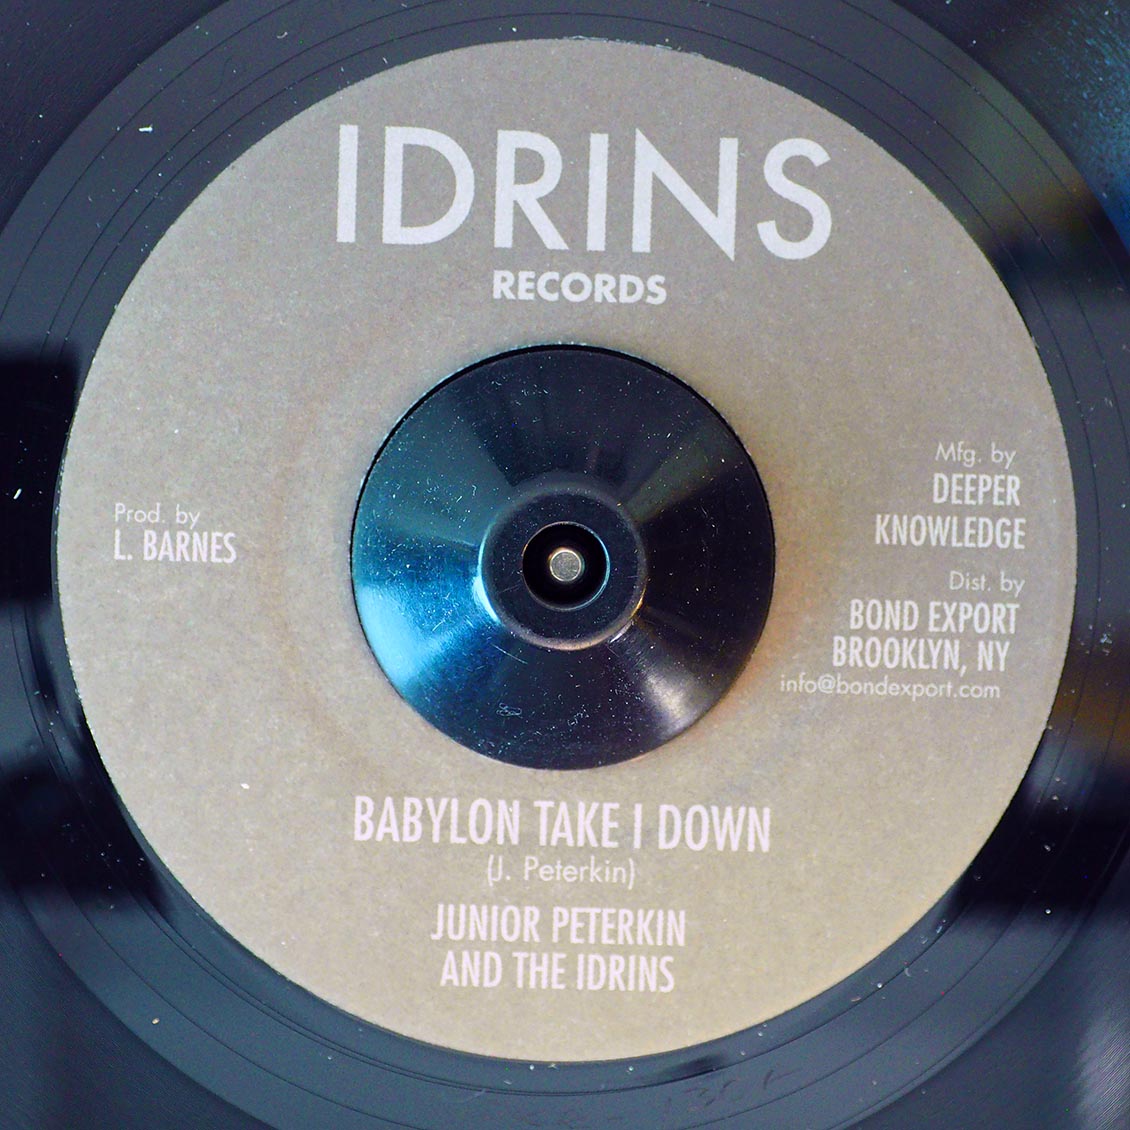 IDRINS
RECORDS
Prod. by
L. BARNES
Mfg. by
DEEPER
KNOWLEDGE
Dist. by
BOND EXPORT
BROOKLYN, NY
info@bondexport.com
BABYLON TAKE I DOWN
(J. Peterkin)
JUNIOR PETERKIN
AND THE IDRINS